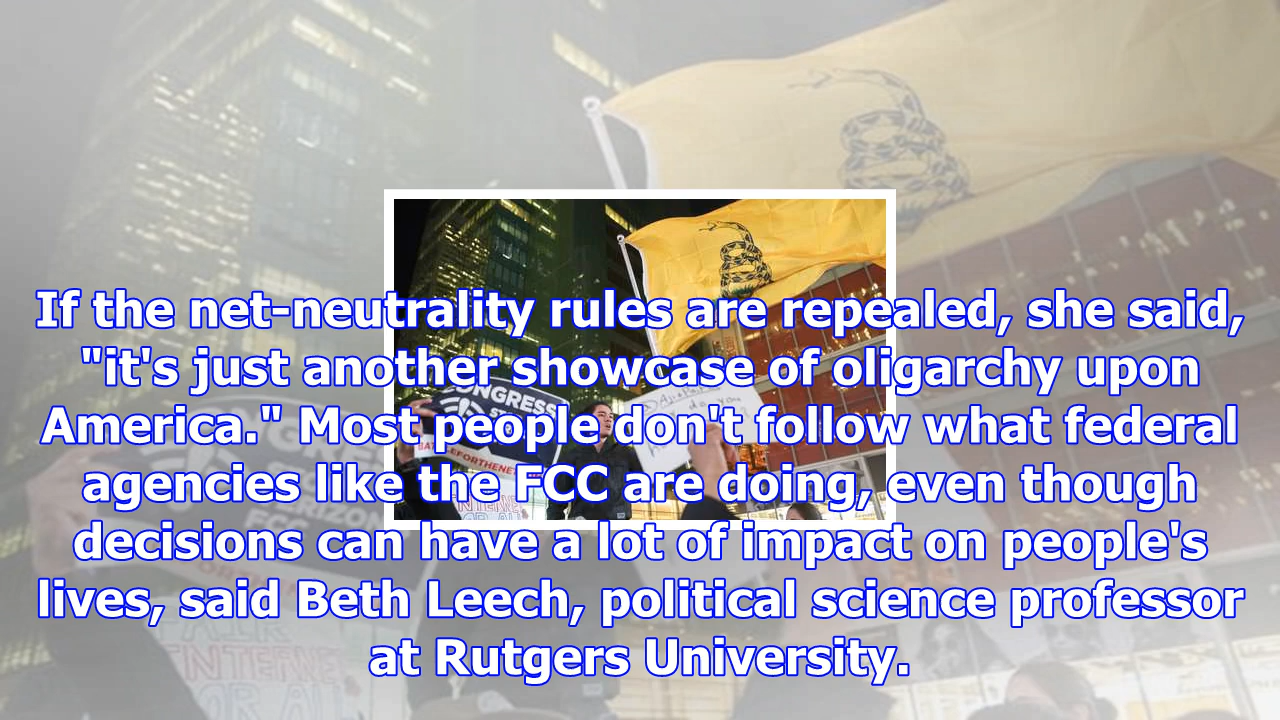 If the net-neutrality rules are repealed, she said,
"it's just another showcase of oligarchy upon
America." Most people don't follow what federal
agencies like the FCC are doing, even though
decisions can have a lot of impact on people's
lives, said Beth Leech, political science professor
at Rutgers University.